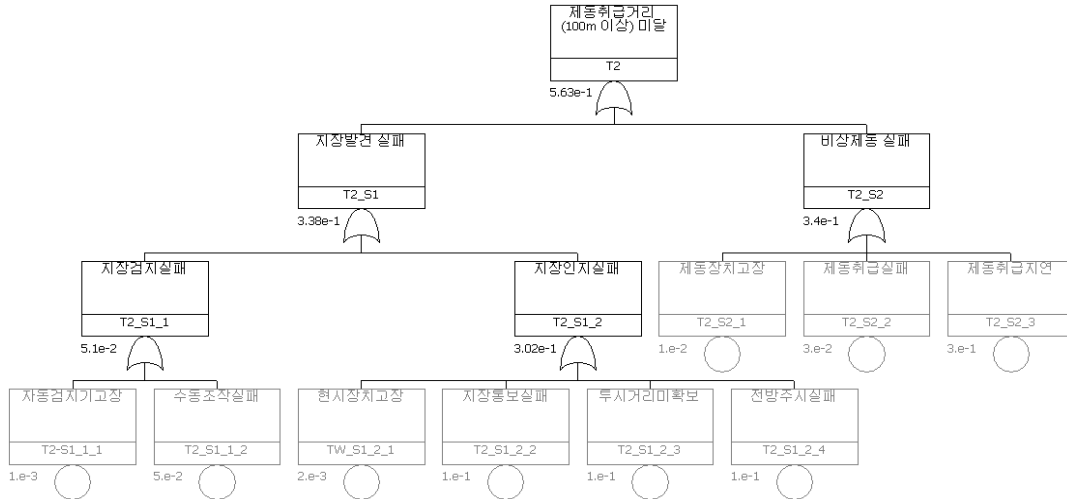 제동취급거리
(100m 이상) 미달
T2
5.63e-1
지장발견 실패
비상제동 실패
T2_S1
T2_S2
3.38e-1
3.4e-1
지장검지실패
지장인지실패
제동장치고장
제동취급실패
제동취급지연
T2_S1_1
T2_S1_2
T2_S2_1
T2_S2_2
T2_S2_3
5.1e-2
3.02e-1
1.e-2
3.e-2
3.e-1
자동검지기고장
수동조작실패
현시장치고장
지장통보실패
투시거리미확보
전방주시실패
T2-S1_1_1
T2_S1_1_2
TW_S1_2_1
T2_S1_2_2
T2_S1_2_3
T2_S1_2_4
1.e-3
5.e-2
2.e-3
1.e-1
1.e-1
1.e-1